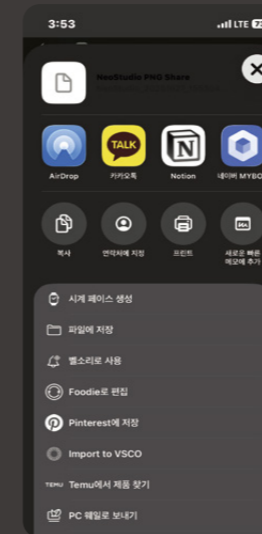 3:53
LTE
NeoStudio PNG Share
TALK
N
AirDrop
카카오톡
Notion
네이버 MYBO
복사
연락처에 지정
프린트
새로운 빠른
메모에 추가
시계 페이스 생성
파일에 저장
벨소리로 사용
Foodie로 편집
Pinterest에 저장
Import to VSCO
TEMU Temu에서 제품 찾기
PC 웨일로 보내기